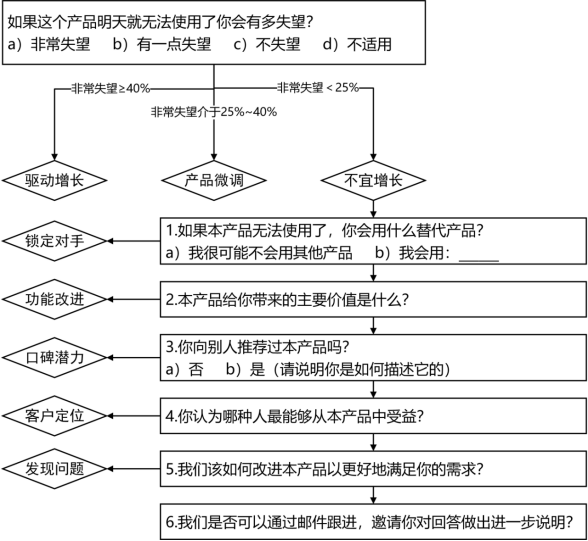 如果这个产品明天就无法使用了你会有多失望？
a）非常失望 b）有一点失望 c）不失望 d）不适用
非常失望≥40%
非常失望＜25%
非常失望介于25%~40%
驱动增长
产品微调
不宜增长
锁定对手
1.如果本产品无法使用了，你会用什么替代产品？
a）我很可能不会用其他产品 b）我会用：_____
功能改进
2.本产品给你带来的主要价值是什么？
口碑潜力
3.你向别人推荐过本产品吗？
a）否 b）是（请说明你是如何描述它的）
客户定位
4.你认为哪种人最能够从本产品中受益？
发现问题
5.我们该如何改进本产品以更好地满足你的需求？
6.我们是否可以通过邮件跟进，邀请你对回答做出进一步说明？